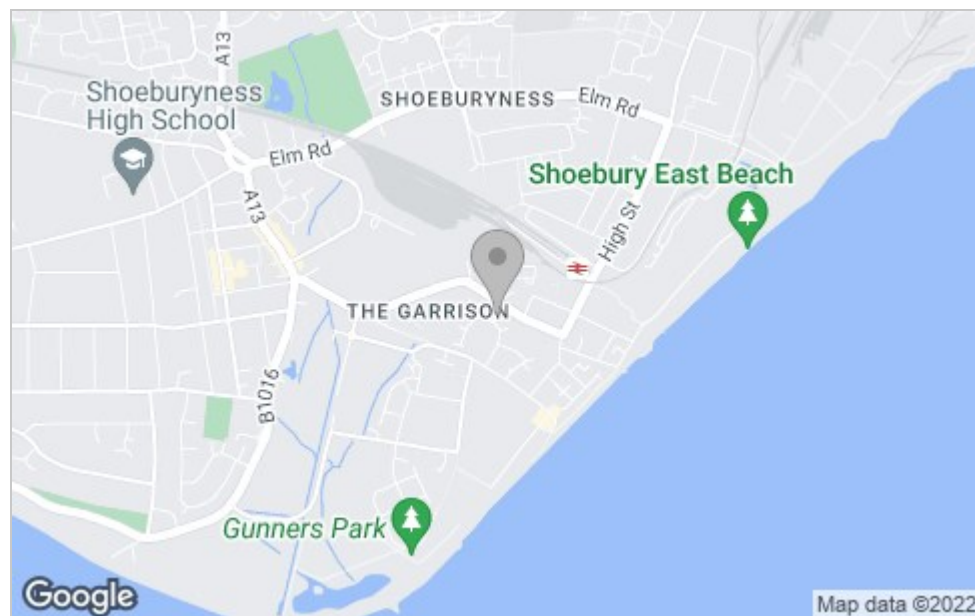 A13
Shoeburyness
High School
SHOEBURYNESS
Elm Rd
Elm Rd
Shoebury East Beach
A13
High St
THE GARRISON
B1016
Gunners Park
Google
Map data ©2022